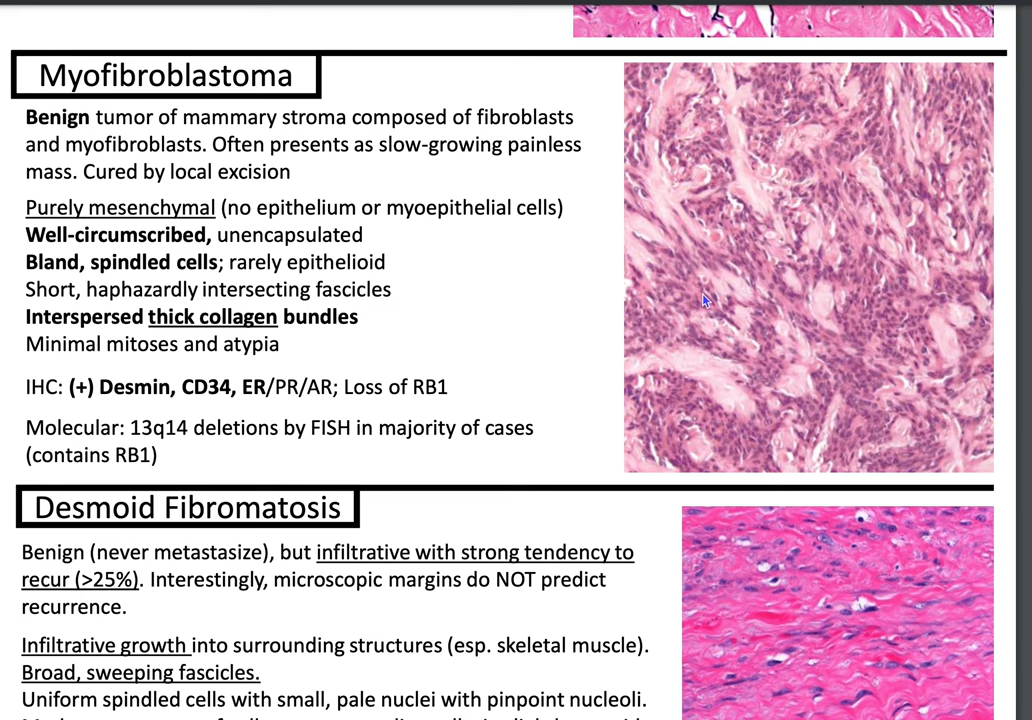 Myofibroblastoma
Benign tumor of mammary stroma composed of fibroblasts
and myofibroblasts. Often presents as slow-growing painless
mass. Cured by local excision
Purely mesenchymal (no epithelium or myoepithelial cells)
Well-circumscribed, unencapsulated
Bland, spindled cells; rarely epithelioid
Short, haphazardly intersecting fascicles
Interspersed thick collagen bundles
Minimal mitoses and atypia
IHC: (+) Desmin, CD34, ER/PR/AR; Loss of RB1
Molecular: 13q14 deletions by FISH in majority of cases
(contains RB1)
Desmoid Fibromatosis
Benign (never metastasize), but infiltrative with strong tendency to
recur (>25%). Interestingly, microscopic margins do NOT predict
recurrence.
Infiltrative growth into surrounding structures (esp. skeletal muscle).
Broad, sweeping fascicles.
Uniform spindled cells with small, pale nuclei with pinpoint nucleoli.